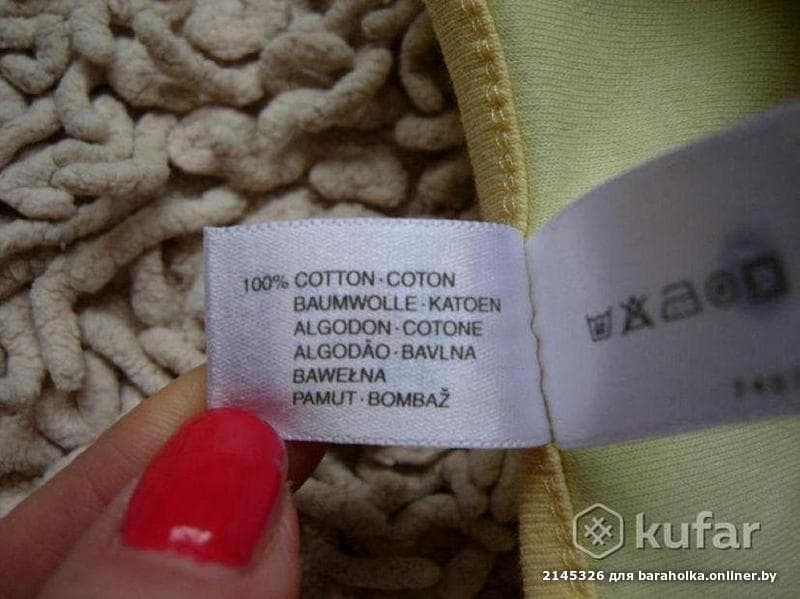 100% COTTON·COTON
BAUMWOLLE·KATOEN
ALGODON·COTONE
ALGODÃO·BAVLNA
BAWEŁNA
PAMUT·BOMBAŽ
kufar
2145326 для baraholka.onliner.by